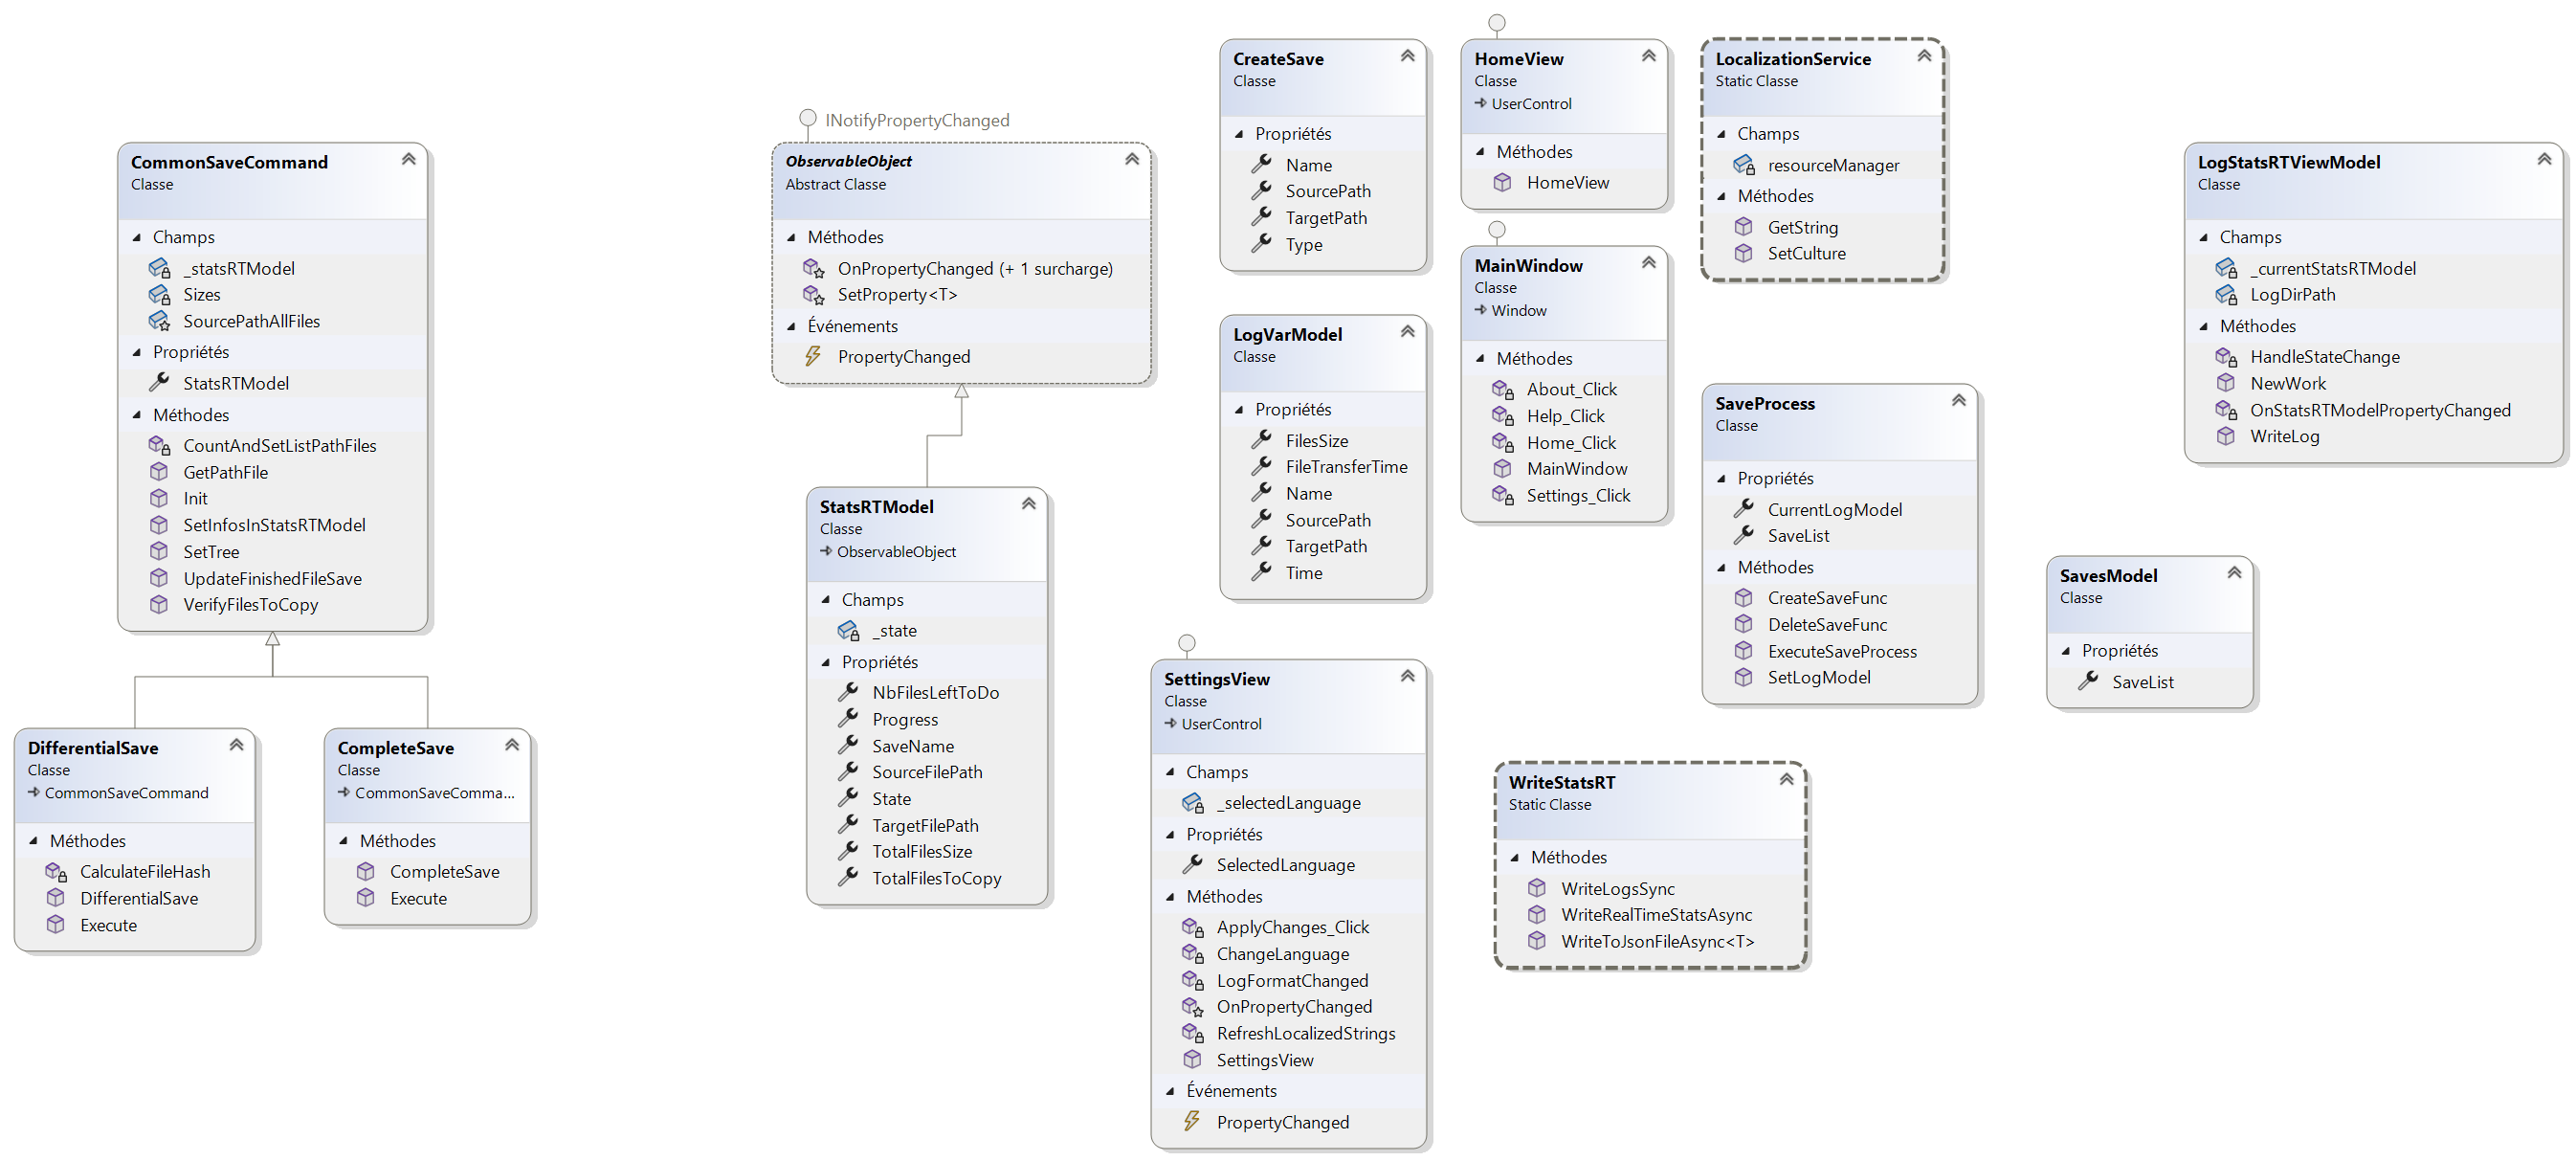 CommonSaveCommand
Classe
Champs
_statsRTModel
Sizes
SourcePathAllFiles
Propriétés
StatsRTModel
Méthodes
CountAndSetListPathFiles
GetPathFile
Init
SetInfosInStatsRTModel
SetTree
UpdateFinishedFileSave
VerifyFilesToCopy
DifferentialSave
Classe
CommonSaveCommand
Méthodes
CalculateFileHash
DifferentialSave
Execute
CompleteSave
Classe
CommonSaveComma...
Méthodes
CompleteSave
Execute
INotifyPropertyChanged
ObservableObject
Abstract Classe
Méthodes
OnPropertyChanged (+ 1 surcharge)
SetProperty<T>
Événements
PropertyChanged
StatsRTModel
Classe
ObservableObject
Champs
_state
Propriétés
NbFilesLeftToDo
Progress
SaveName
SourceFilePath
State
TargetFilePath
TotalFilesSize
TotalFilesToCopy
CreateSave
Classe
Propriétés
Name
SourcePath
TargetPath
Type
LogVarModel
Classe
Propriétés
FilesSize
FileTransferTime
Name
SourcePath
TargetPath
Time
SettingsView
Classe
UserControl
Champs
_selectedLanguage
Propriétés
SelectedLanguage
Méthodes
ApplyChanges_Click
ChangeLanguage
LogFormatChanged
OnPropertyChanged
RefreshLocalizedStrings
SettingsView
Événements
PropertyChanged
HomeView
Classe
UserControl
Méthodes
HomeView
MainWindow
Classe
Window
Méthodes
About_Click
Help_Click
Home_Click
MainWindow
Settings_Click
LocalizationService
Static Classe
Champs
resourceManager
Méthodes
GetString
SetCulture
SaveProcess
Classe
Propriétés
CurrentLogModel
SaveList
Méthodes
CreateSaveFunc
DeleteSaveFunc
ExecuteSaveProcess
SetLogModel
WriteStatsRT
Static Classe
Méthodes
WriteLogsSync
WriteRealTimeStatsAsync
WriteToJsonFileAsync<T>
SavesModel
Classe
Propriétés
SaveList
LogStatsRTViewModel
Classe
Champs
_currentStatsRTModel
LogDirPath
Méthodes
HandleStateChange
NewWork
OnStatsRTModelPropertyChanged
WriteLog